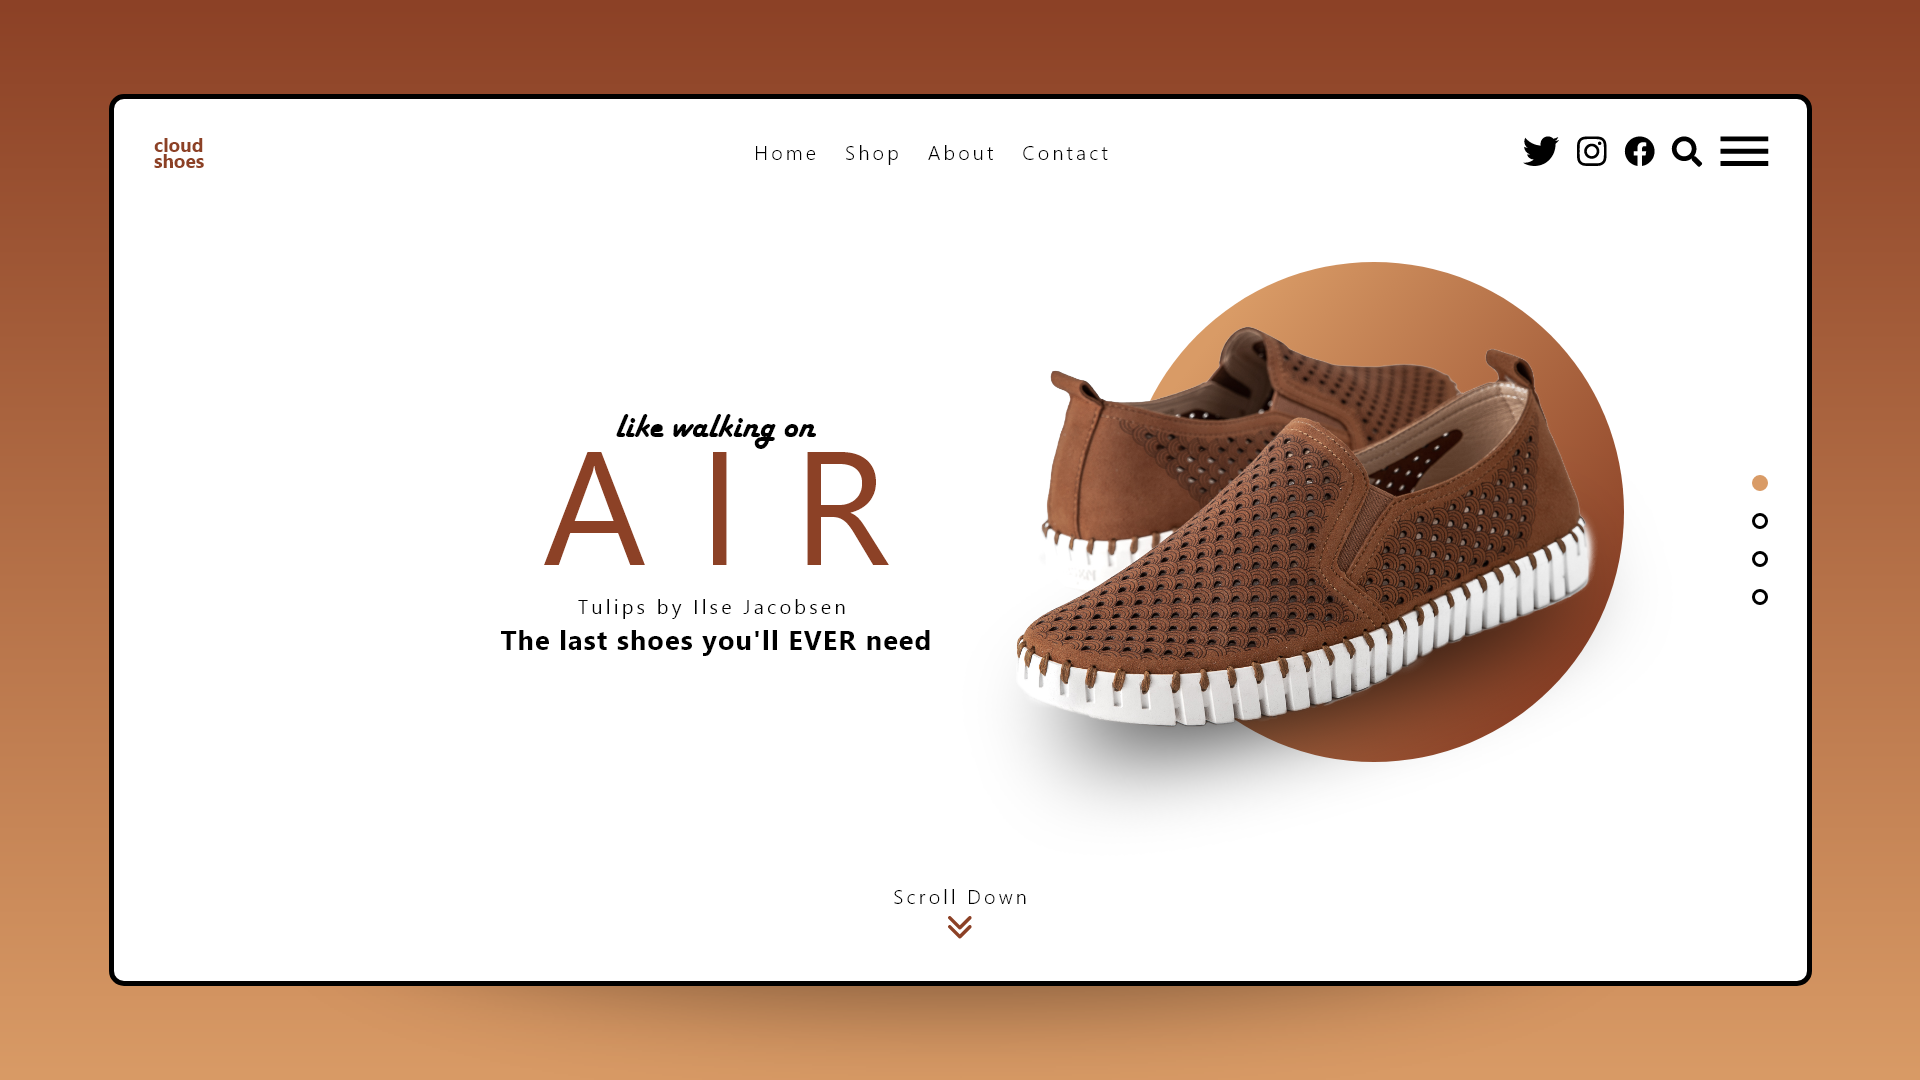 cloud
shoes
Home Shop About Contact
like walking on
AIR
Tulips by Ilse Jacobsen
The last shoes you'll EVER need
Scroll Down